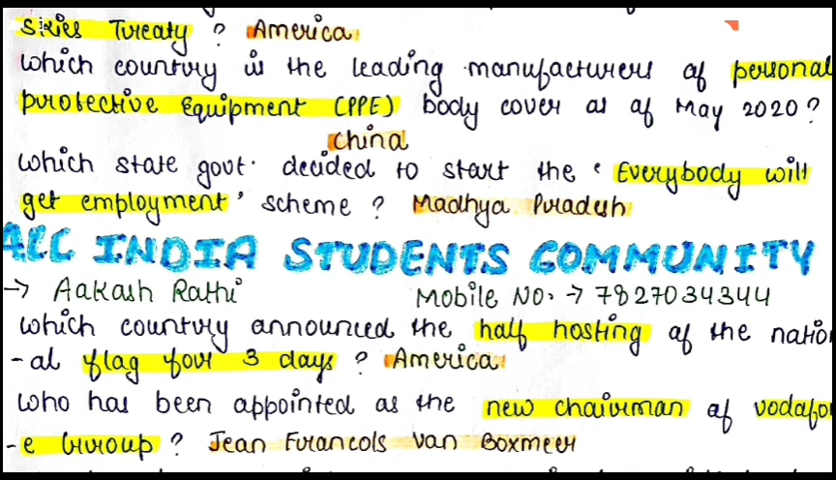 Skies Treaty ? America
which country is the leading manufacturers of personal
protective Equipment (PPE) body cover as of May 2020?
China
which state govt. decided to start the ' Everybody will
get employment ' scheme ? Madhya Pradesh
ALL INDIA STUDENTS COMMUNITY
→ Aakash Rathi Mobile No. → 7827034344
which country announced the half hosting of the nation
-al flag for 3 days ? America
who has been appointed as the new chairman of vodafon
-e Group ? Jean Francois Van Boxmeer